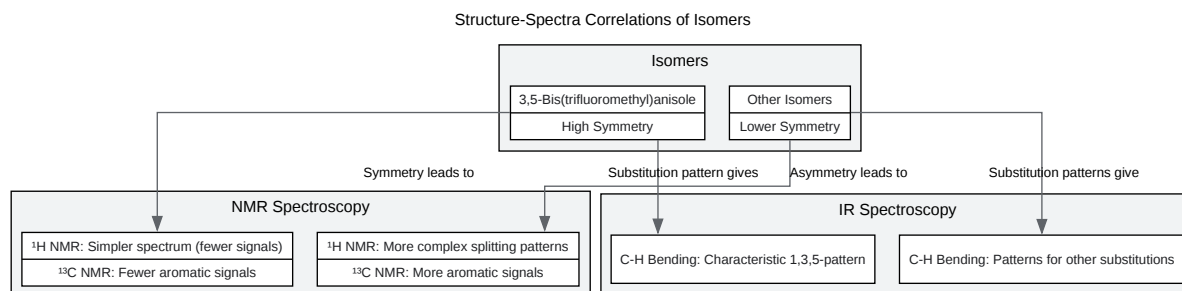 Structure-Spectra Correlations of Isomers
Isomers
3,5-Bis(trifluoromethyl)anisole
High Symmetry
Other Isomers
Lower Symmetry
Symmetry leads to
Substitution pattern gives
Asymmetry leads to
Substitution patterns give
NMR Spectroscopy
¹H NMR: Simpler spectrum (fewer signals)
¹³C NMR: Fewer aromatic signals
¹H NMR: More complex splitting patterns
¹³C NMR: More aromatic signals
IR Spectroscopy
C-H Bending: Characteristic 1,3,5-pattern
C-H Bending: Patterns for other substitutions